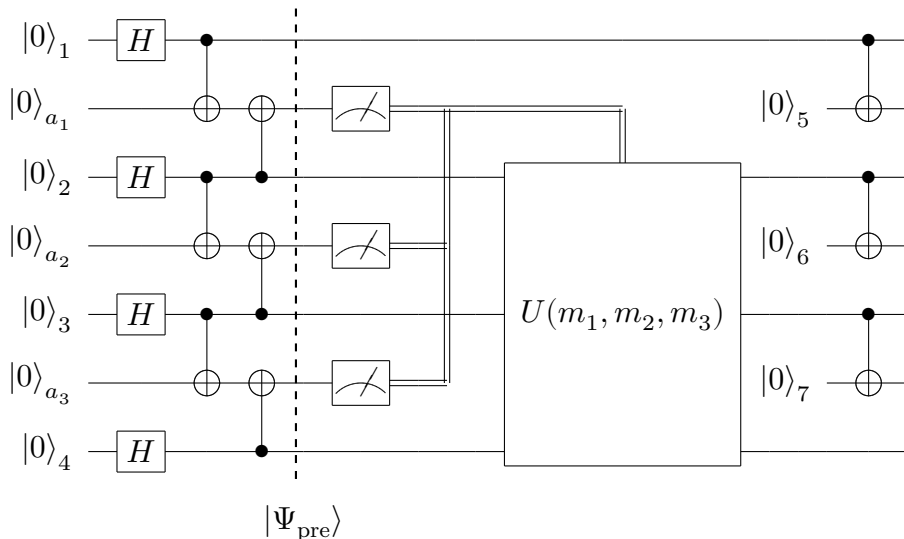 |0⟩₁ H
|0⟩ₐ₁ |0⟩₅
|0⟩₂ H
|0⟩ₐ₂ |0⟩₆
|0⟩₃ H U(m₁, m₂, m₃)
|0⟩ₐ₃ |0⟩₇
|0⟩₄ H
|Ψ_pre⟩